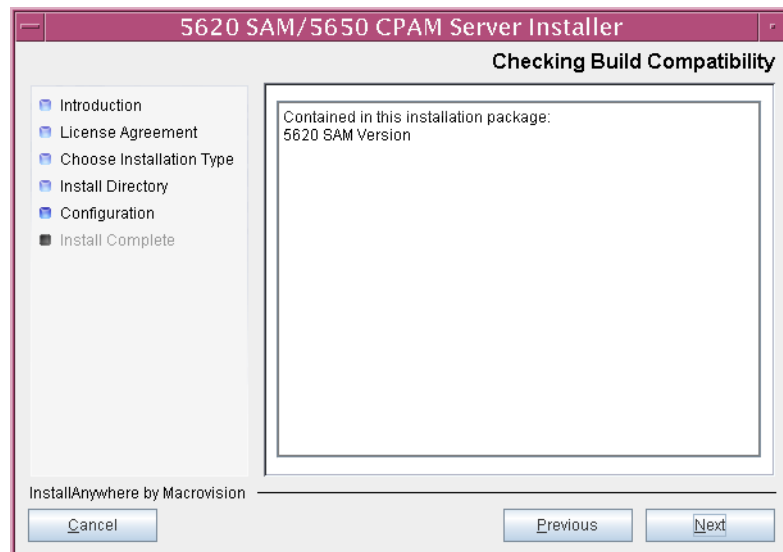 5620 SAM/5650 CPAM Server Installer
Checking Build Compatibility
Introduction
License Agreement
Choose Installation Type
Install Directory
Configuration
Install Complete
Contained in this installation package:
5620 SAM Version
InstallAnywhere by Macrovision
Cancel
Previous
Next